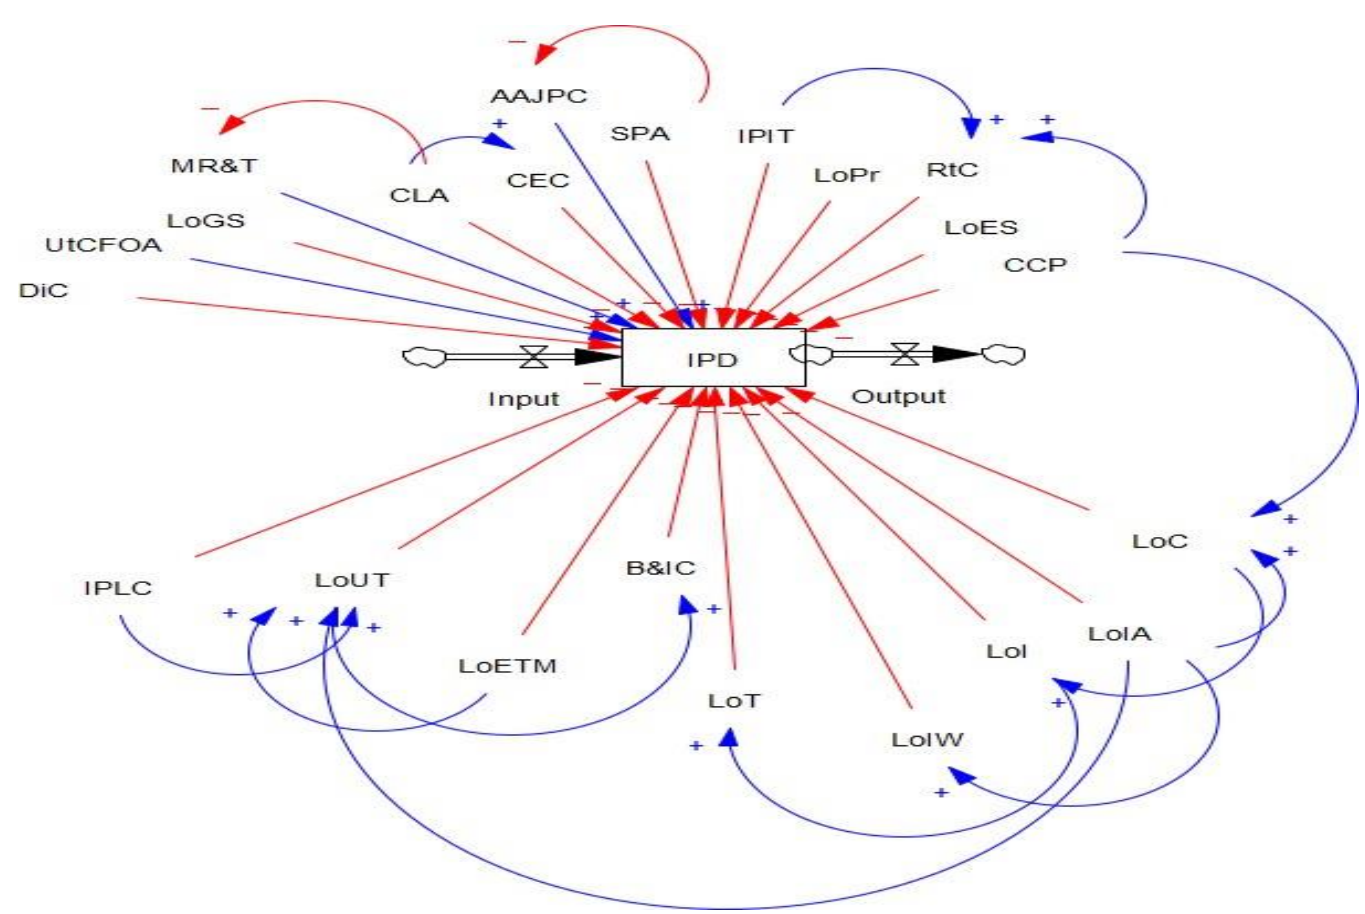 AAJPC
SPA
IPIT
MR&T
CLA
CEC
LoPr
RtC
LoGS
UtCFOA
LoES
CCP
DiC
IPD
Input
Output
LoC
B&IC
IPLC
LoUT
LoETM
LoI
LoIA
LoT
LoIW